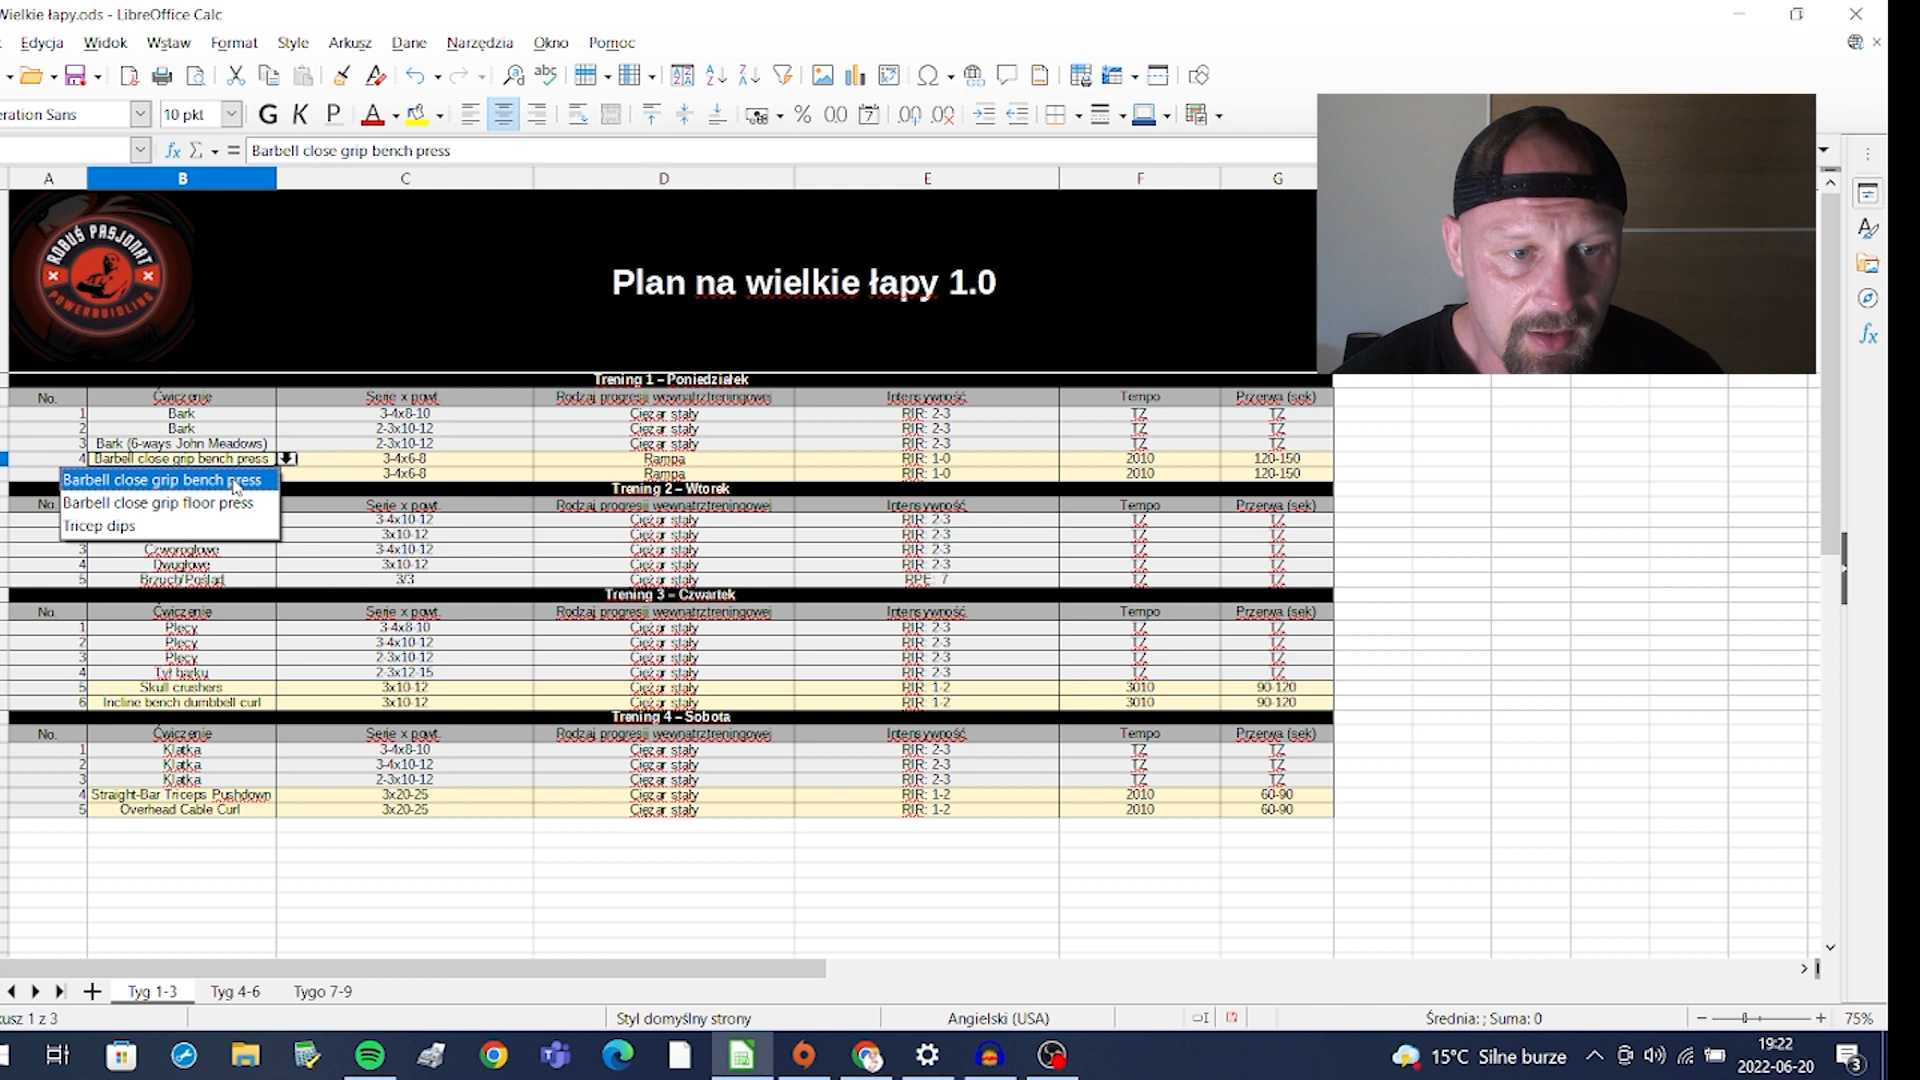 Wielkie łapy.ods - LibreOffice Calc
Edycja Widok Wstaw Format Style Arkusz Dane Narzędzia Okno Pomoc
eration Sans 10 pkt G K P
Barbell close grip bench press
A B C D E F G
ROBUŚ PASJONAT
POWERBUIDLING
Plan na wielkie łapy 1.0
Trening 1 – Poniedziałek
No. Ćwiczenie Serie x powt. Rodzaj progresji wewnatrztreningowej Intensywność Tempo Przerwa (sek)
1 Bark 3-4x8-10 Ciężar stały RIR: 2-3 TZ TZ
2 Bark 2-3x10-12 Ciężar stały RIR: 2-3 TZ TZ
3 Bark (6-ways John Meadows) 2-3x10-12 Ciężar stały RIR: 2-3 TZ TZ
4 Barbell close grip bench press 3-4x6-8 Rampa RIR: 1-0 2010 120-150
3-4x6-8 Rampa RIR: 1-0 2010 120-150
Barbell close grip bench press
Barbell close grip floor press
Tricep dips
Trening 2 – Wtorek
No. Serie x powt. Rodzaj progresji wewnatrztreningowej Intensywność Tempo Przerwa (sek)
3-4x10-12 Ciężar stały RIR: 2-3 TZ TZ
3x10-12 Ciężar stały RIR: 2-3 TZ TZ
3 Czworogłowe 3-4x10-12 Ciężar stały RIR: 2-3 TZ TZ
4 Dwugłowe 3x10-12 Ciężar stały RIR: 2-3 TZ TZ
5 Brzuch/Poślad 3/3 Ciężar stały RPE: 7 TZ TZ
Trening 3 – Czwartek
No. Ćwiczenie Serie x powt. Rodzaj progresji wewnatrztreningowej Intensywność Tempo Przerwa (sek)
1 Plecy 3-4x8-10 Ciężar stały RIR: 2-3 TZ TZ
2 Plecy 3-4x10-12 Ciężar stały RIR: 2-3 TZ TZ
3 Plecy 2-3x10-12 Ciężar stały RIR: 2-3 TZ TZ
4 Tył barku 2-3x12-15 Ciężar stały RIR: 2-3 TZ TZ
5 Skull crushers 3x10-12 Ciężar stały RIR: 1-2 3010 90-120
6 Incline bench dumbbell curl 3x10-12 Ciężar stały RIR: 1-2 3010 90-120
Trening 4 – Sobota
No. Ćwiczenie Serie x powt. Rodzaj progresji wewnatrztreningowej Intensywność Tempo Przerwa (sek)
1 Klatka 3-4x8-10 Ciężar stały RIR: 2-3 TZ TZ
2 Klatka 3-4x10-12 Ciężar stały RIR: 2-3 TZ TZ
3 Klatka 2-3x10-12 Ciężar stały RIR: 2-3 TZ TZ
4 Straight-Bar Triceps Pushdown 3x20-25 Ciężar stały RIR: 1-2 2010 60-90
5 Overhead Cable Curl 3x20-25 Ciężar stały RIR: 1-2 2010 60-90
Tyg 1-3 Tyg 4-6 Tygo 7-9
kusz 1 z 3 Styl domyślny strony Angielski (USA) Średnia: ; Suma: 0 75%
15°C Silne burze 19:22
2022-06-20
3